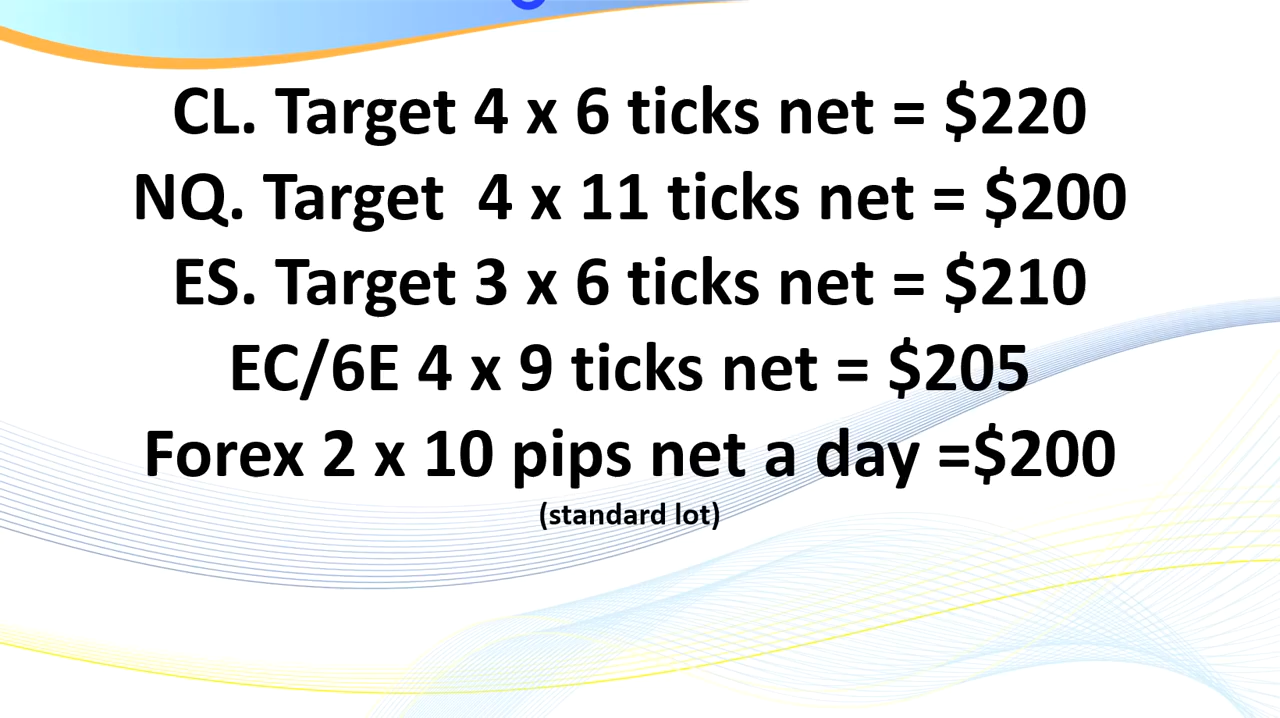 CL. Target 4 x 6 ticks net = $220
NQ. Target  4 x 11 ticks net = $200
ES. Target 3 x 6 ticks net = $210
EC/6E 4 x 9 ticks net = $205
Forex 2 x 10 pips net a day =$200
(standard lot)